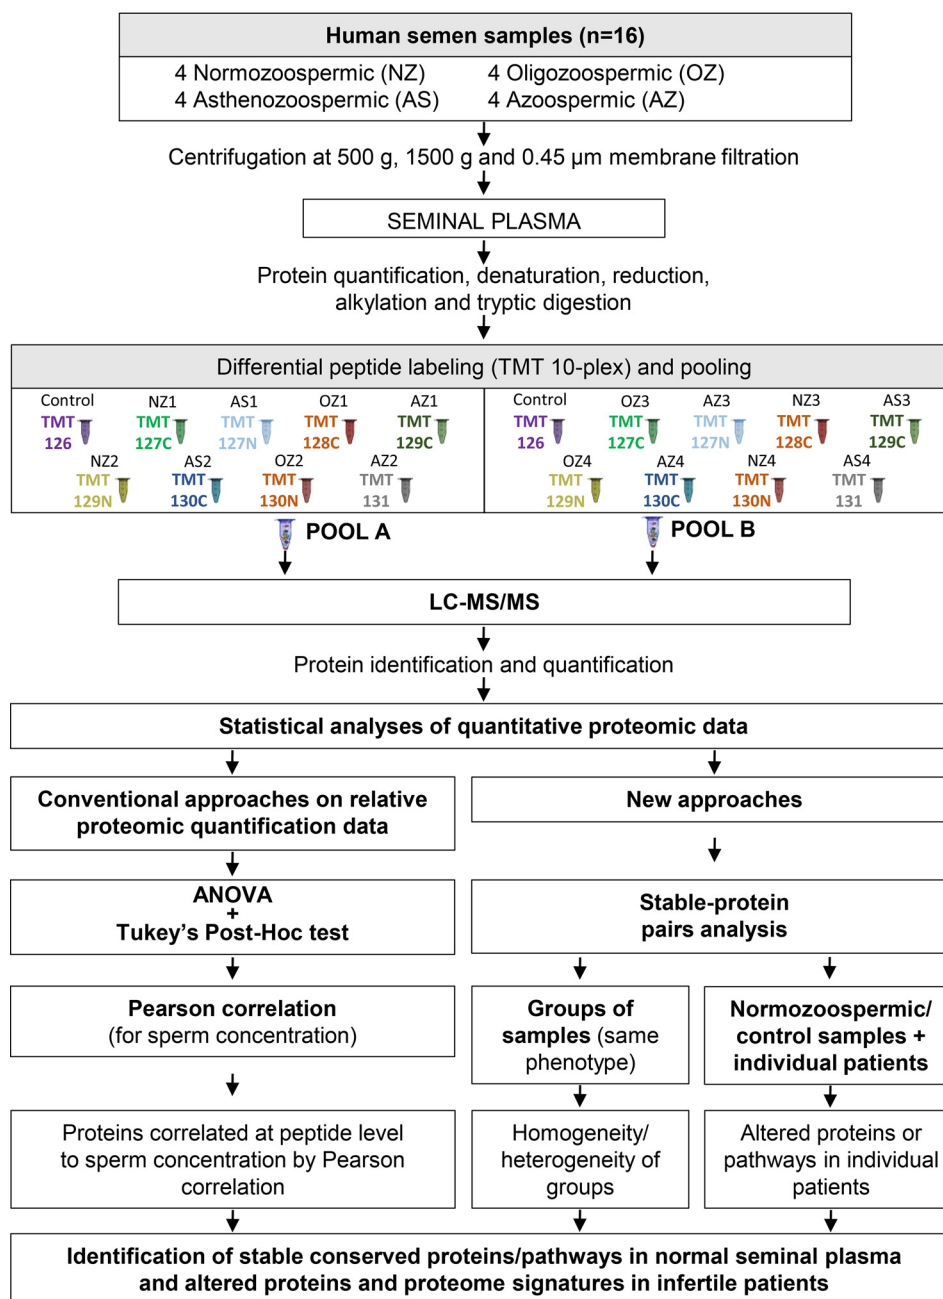 Human semen samples (n=16)
4 Normozoospermic (NZ) 4 Oligozoospermic (OZ)
4 Asthenozoospermic (AS) 4 Azoospermic (AZ)
Centrifugation at 500 g, 1500 g and 0.45 µm membrane filtration
SEMINAL PLASMA
Protein quantification, denaturation, reduction,
alkylation and tryptic digestion
Differential peptide labeling (TMT 10-plex) and pooling
Control NZ1 AS1 OZ1 AZ1
TMT TMT TMT TMT TMT
126 127C 127N 128C 129C
NZ2 AS2 OZ2 AZ2
TMT TMT TMT TMT
129N 130C 130N 131
Control OZ3 AZ3 NZ3 AS3
TMT TMT TMT TMT TMT
126 127C 127N 128C 129C
OZ4 AZ4 NZ4 AS4
TMT TMT TMT TMT
129N 130C 130N 131
POOL A
POOL B
LC-MS/MS
Protein identification and quantification
Statistical analyses of quantitative proteomic data
Conventional approaches on relative
proteomic quantification data
New approaches
ANOVA
+
Tukey’s Post-Hoc test
Stable-protein
pairs analysis
Pearson correlation
(for sperm concentration)
Groups of
samples (same
phenotype)
Normozoospermic/
control samples +
individual patients
Proteins correlated at peptide level
to sperm concentration by Pearson
correlation
Homogeneity/
heterogeneity of
groups
Altered proteins or
pathways in individual
patients
Identification of stable conserved proteins/pathways in normal seminal plasma
and altered proteins and proteome signatures in infertile patients